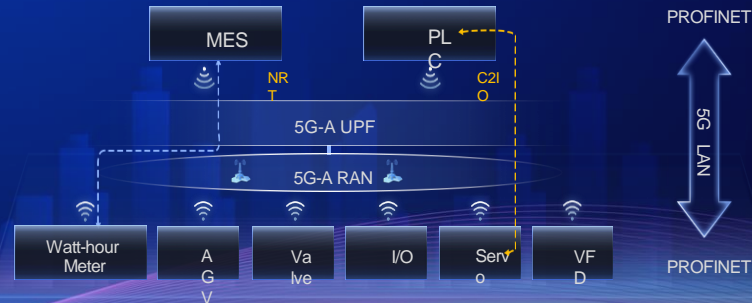 PROFINET
MES
PL
C
NR
T
C2I
O
5G-A UPF
5G LAN
5G-A RAN
Watt-hour
Meter
A
G
V
Va
lve
I/O
Serv
o
VF
D
PROFINET